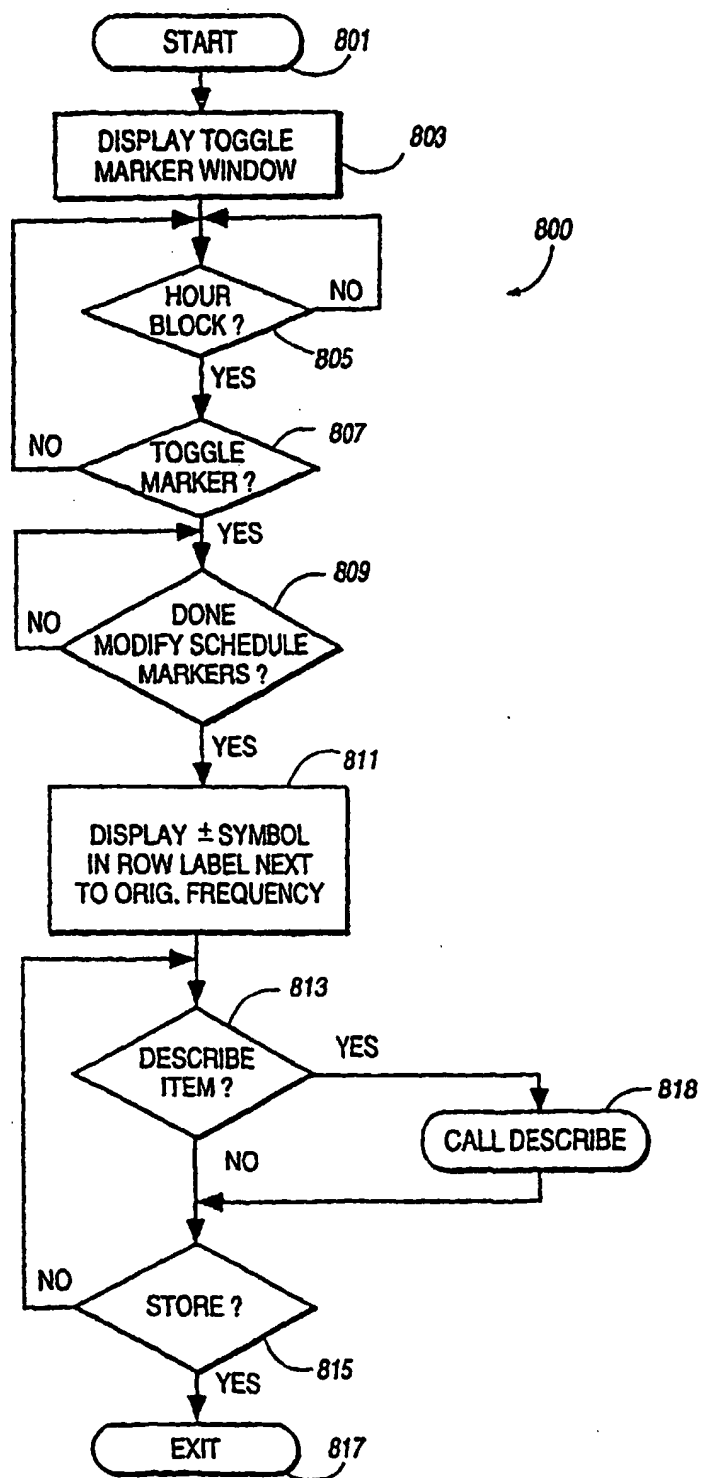 START
801
DISPLAY TOGGLE
MARKER WINDOW
803
800
HOUR
BLOCK ?
NO
805
YES
NO
807
TOGGLE
MARKER ?
YES
809
NO
DONE
MODIFY SCHEDULE
MARKERS ?
YES
811
DISPLAY ± SYMBOL
IN ROW LABEL NEXT
TO ORIG. FREQUENCY
813
DESCRIBE
ITEM ?
YES
818
CALL DESCRIBE
NO
NO
STORE ?
815
YES
EXIT
817